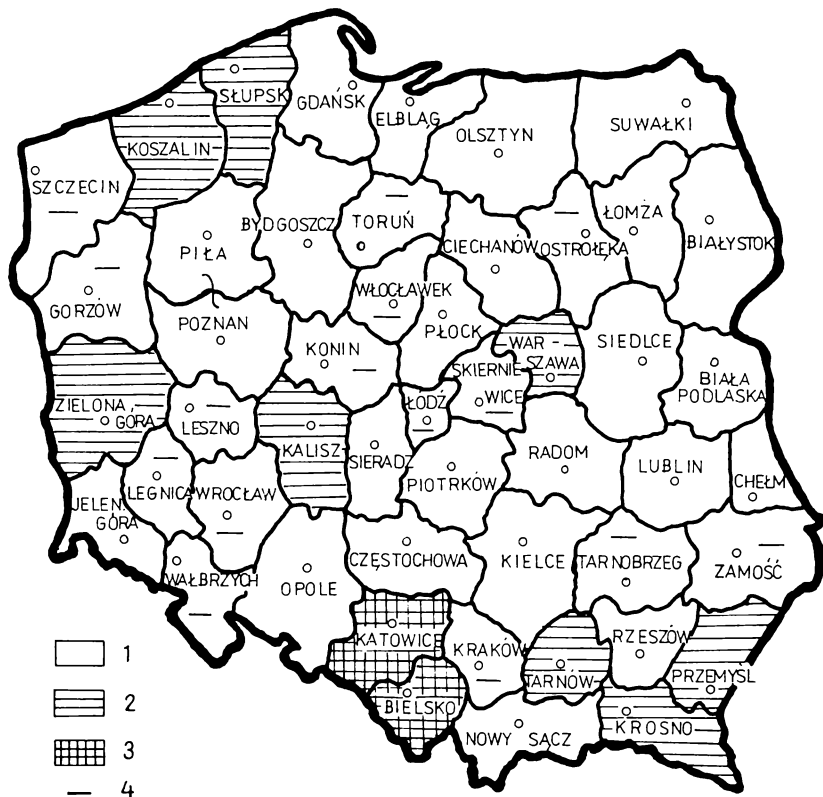 SŁUPSK
GDAŃSK
ELBLĄG
SUWAŁKI
OLSZTYN
KOSZALIN
SZCZECIN
ŁOMŻA
BYDGOSZCZ
TORUŃ
CIECHANÓW
OSTROŁĘKA
BIAŁYSTOK
PIŁA
WŁOCŁAWEK
GORZÓW
POZNAN
PŁOCK
KONIN
WAR-
SZAWA
SIEDLCE
SKIERNIE
WICE
BIAŁA
PODLASKA
ZIELONA
GÓRA
LESZNO
ŁÓDŹ
KALISZ
SIERADZ
RADOM
LUBLIN
PIOTRKÓW
CHEŁM
LEGNICA
WROCŁAW
JELEN.
GÓRA
CZĘSTOCHOWA
KIELCE
TARNOBRZEG
ZAMOŚĆ
WAŁBRZYCH
OPOLE
KATOWICE
KRAKÓW
RZESZÓW
TARNÓW
PRZEMYŚL
BIELSKO
KROSNO
NOWY SĄCZ
1
2
3
4